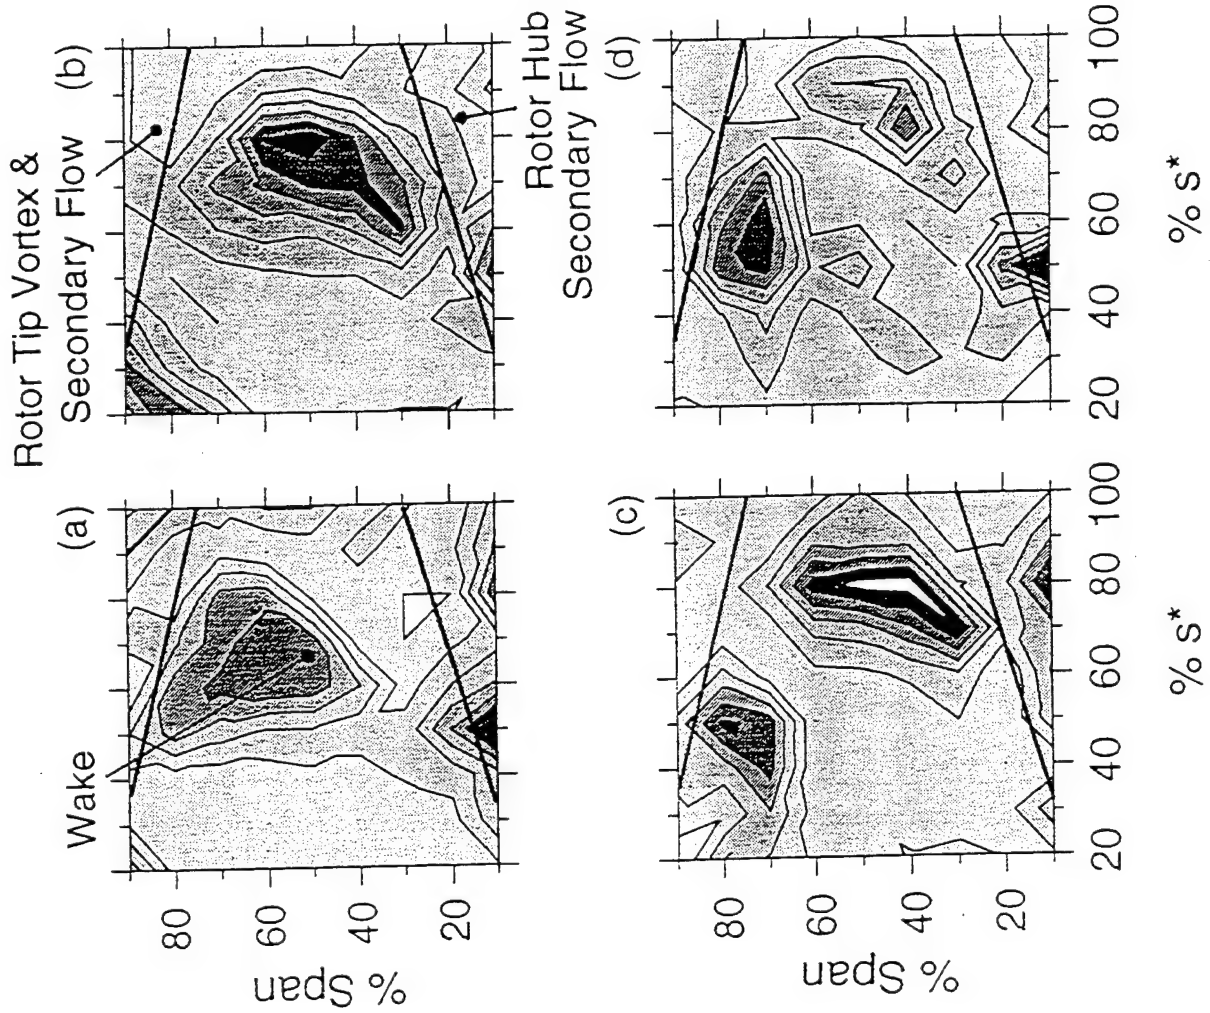 Rotor Tip Vortex &
Secondary Flow
(b)
Wake
(a)
80
60
40
20
% Span
Rotor Hub
Secondary Flow
(d)
(c)
80
60
40
20
% Span
20
40
60
80
100
% s*
20
40
60
80
100
% s*